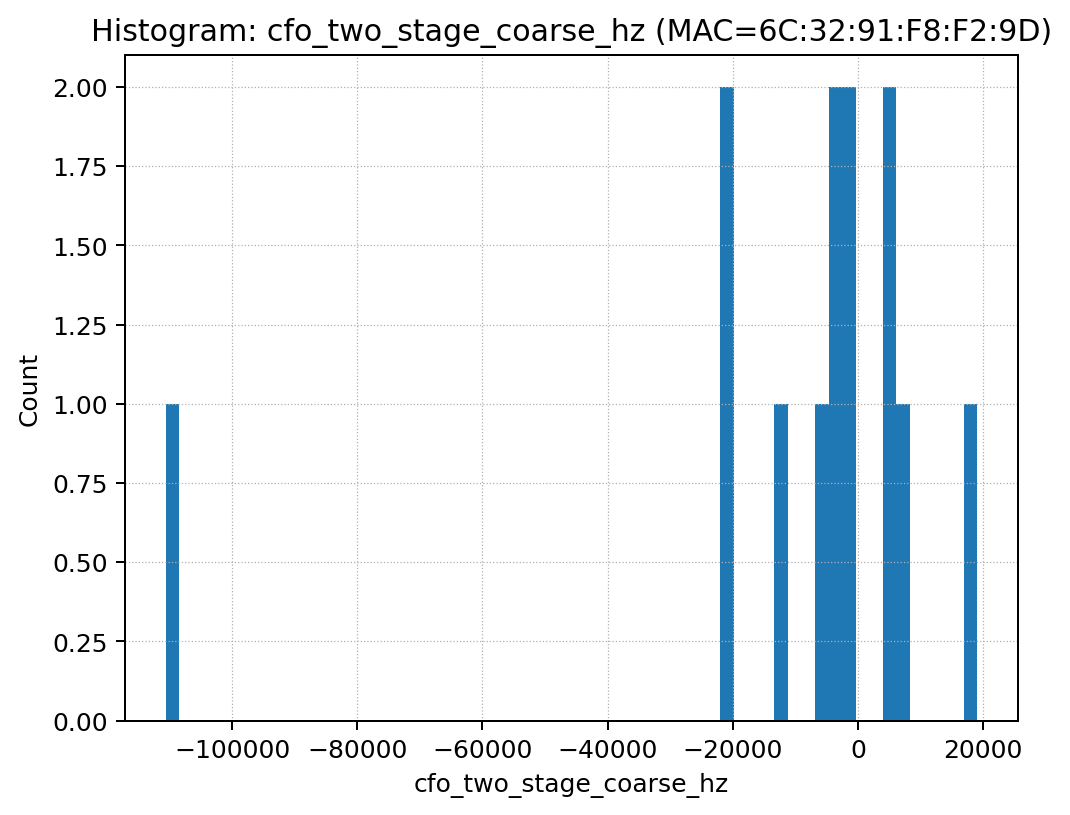 Histogram: cfo_two_stage_coarse_hz (MAC=6C:32:91:F8:F2:9D)
2.00
1.75
1.50
1.25
1.00
0.75
0.50
0.25
0.00
Count
−100000 −80000 −60000 −40000 −20000 0 20000
cfo_two_stage_coarse_hz